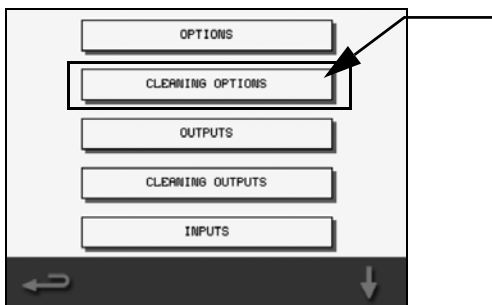 OPTIONS
CLEANING OPTIONS
OUTPUTS
CLEANING OUTPUTS
INPUTS